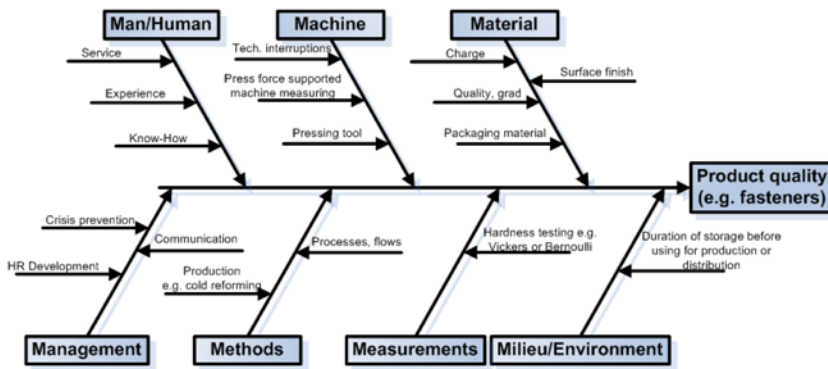 Man/Human
Machine
Material
Service
Tech. interruptions
Charge
Surface finish
Experience
Press force supported
machine measuring
Quality, grad
Know-How
Pressing tool
Packaging material
Product quality
(e.g. fasteners)
Crisis prevention
Communication
HR Development
Processes, flows
Production
e.g. cold reforming
Hardness testing e.g.
Vickers or Bernoulli
Duration of storage before
using for production or
distribution
Management
Methods
Measurements
Milieu/Environment